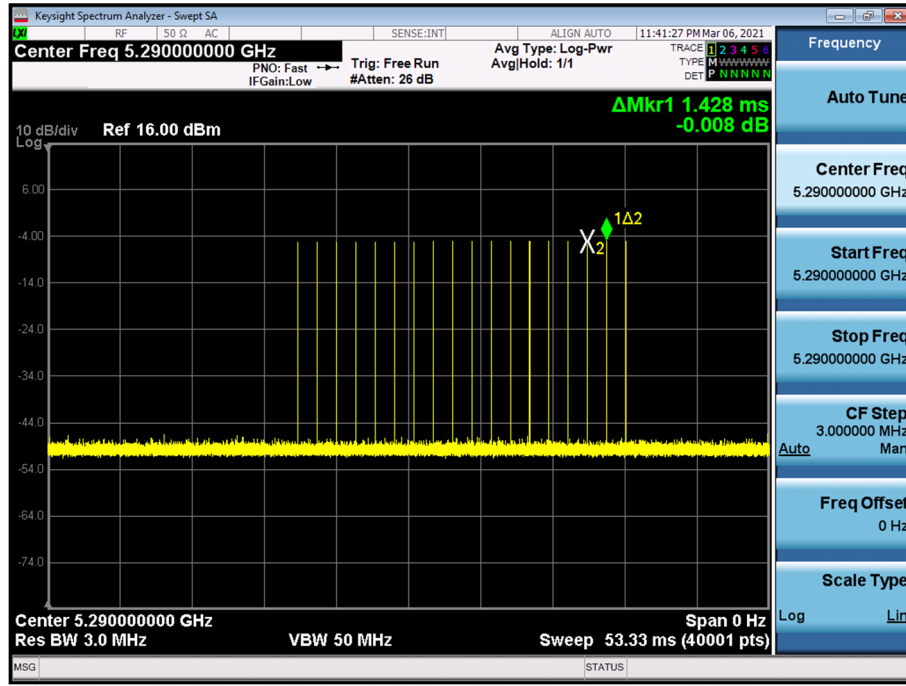 Keysight Spectrum Analyzer - Swept SA
LXI RF 50 Ω AC SENSE:INT ALIGN AUTO 11:41:27 PM Mar 06, 2021
Center Freq 5.290000000 GHz
PNO: Fast
IFGain:Low
Trig: Free Run
#Atten: 26 dB
Avg Type: Log-Pwr
Avg|Hold: 1/1
TRACE 1 2 3 4 5 6
TYPE M WWWWW
DET P N N N N N
ΔMkr1 1.428 ms
-0.008 dB
10 dB/div Ref 16.00 dBm
Log
6.00
-4.00
-14.0
-24.0
-34.0
-44.0
-54.0
-64.0
-74.0
1Δ2
X2
Center 5.290000000 GHz Span 0 Hz
Res BW 3.0 MHz VBW 50 MHz Sweep 53.33 ms (40001 pts)
MSG STATUS
Frequency
Auto Tune
Center Freq
5.290000000 GHz
Start Freq
5.290000000 GHz
Stop Freq
5.290000000 GHz
CF Step
3.000000 MHz
Auto Man
Freq Offset
0 Hz
Scale Type
Log Lin